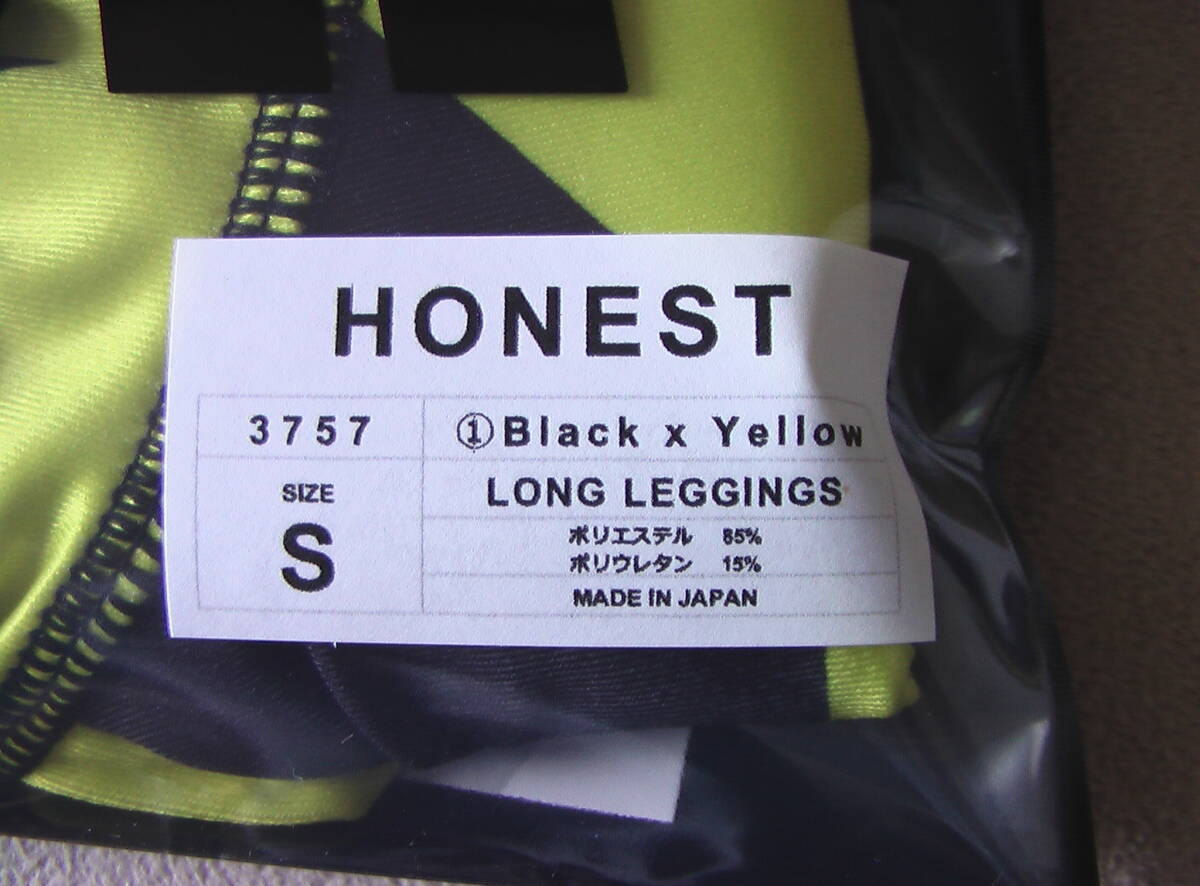 HONEST
3757
①Black x Yellow
SIZE
S
LONG LEGGINGS
ポリエステル 85%
ポリウレタン 15%
MADE IN JAPAN